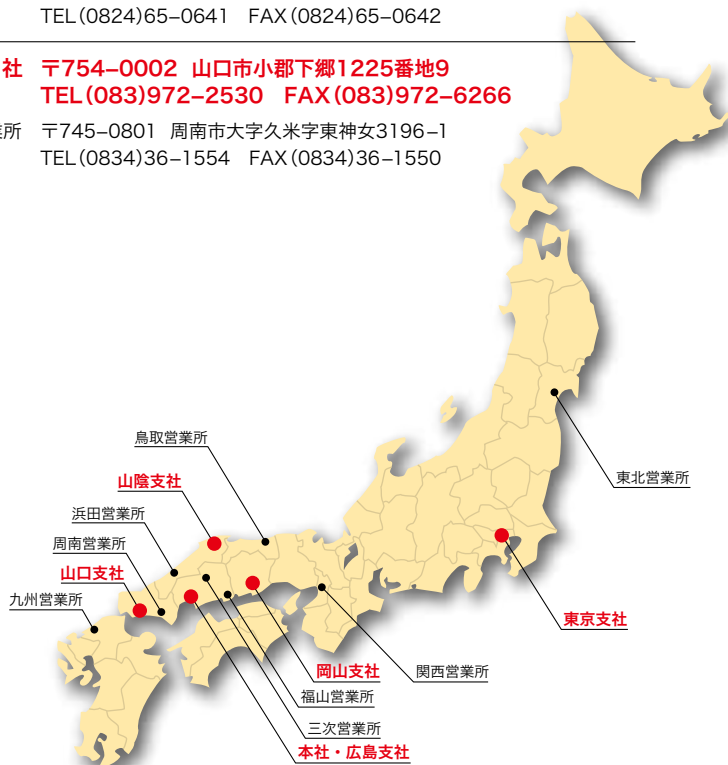 TEL(0824)65–0641 FAX(0824)65–0642
社 〒754–0002 山口市小郡下郷1225番地9
TEL(083)972–2530 FAX(083)972–6266
業所 〒745–0801 周南市大字久米字東神女3196–1
TEL(0834)36–1554 FAX(0834)36–1550
鳥取営業所
東北営業所
山陰支社
浜田営業所
周南営業所
山口支社
九州営業所
東京支社
岡山支社
関西営業所
福山営業所
三次営業所
本社・広島支社